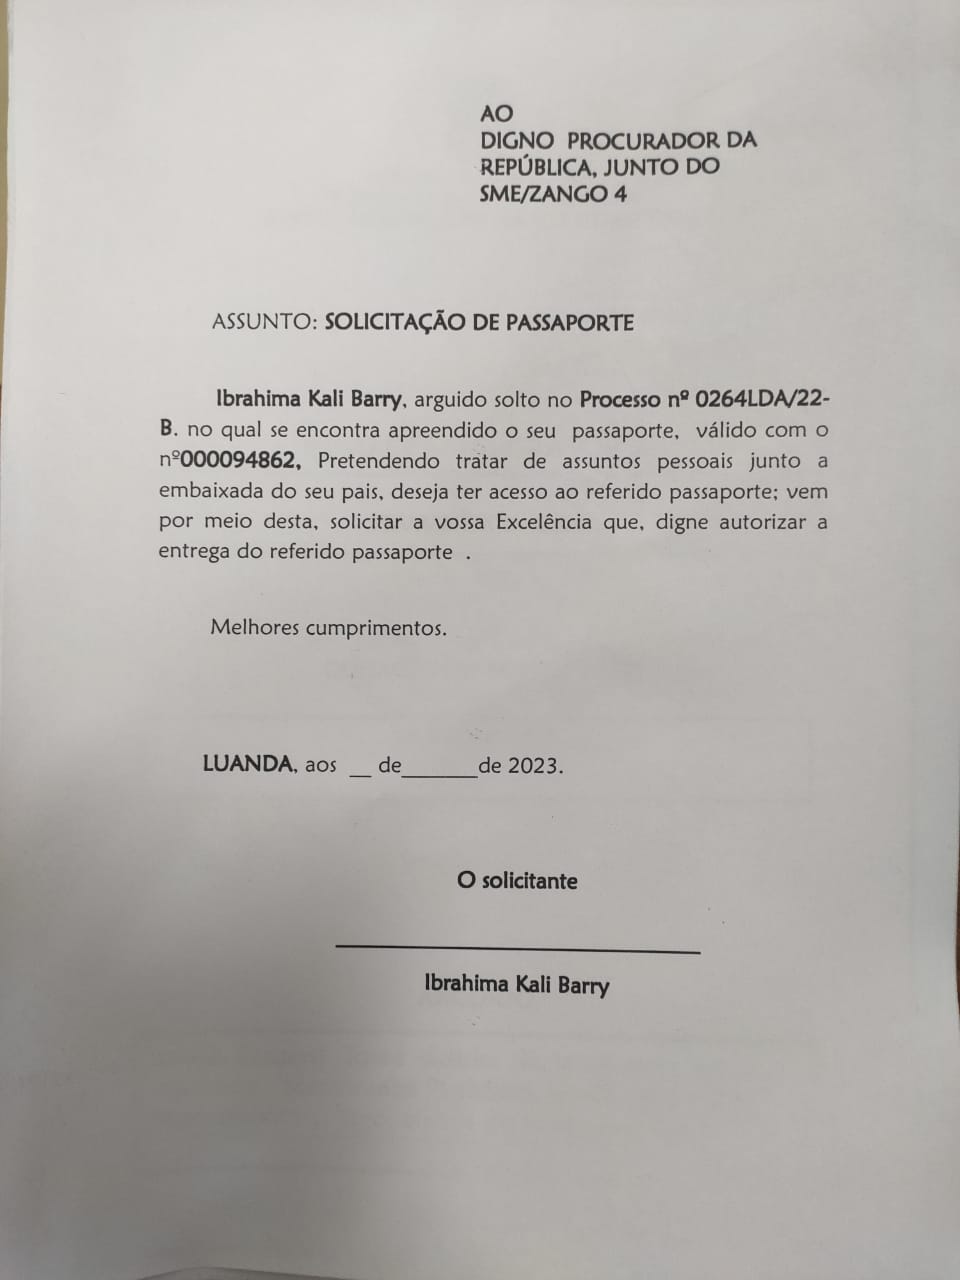 AO
DIGNO PROCURADOR DA
REPÚBLICA, JUNTO DO
SME/ZANGO 4
ASSUNTO: SOLICITAÇÃO DE PASSAPORTE
Ibrahima Kali Barry, arguido solto no Processo nº 0264LDA/22-
B. no qual se encontra apreendido o seu passaporte, válido com o
nº000094862, Pretendendo tratar de assuntos pessoais junto a
embaixada do seu pais, deseja ter acesso ao referido passaporte; vem
por meio desta, solicitar a vossa Excelência que, digne autorizar a
entrega do referido passaporte .
Melhores cumprimentos.
LUANDA, aos __ de_______de 2023.
O solicitante
Ibrahima Kali Barry